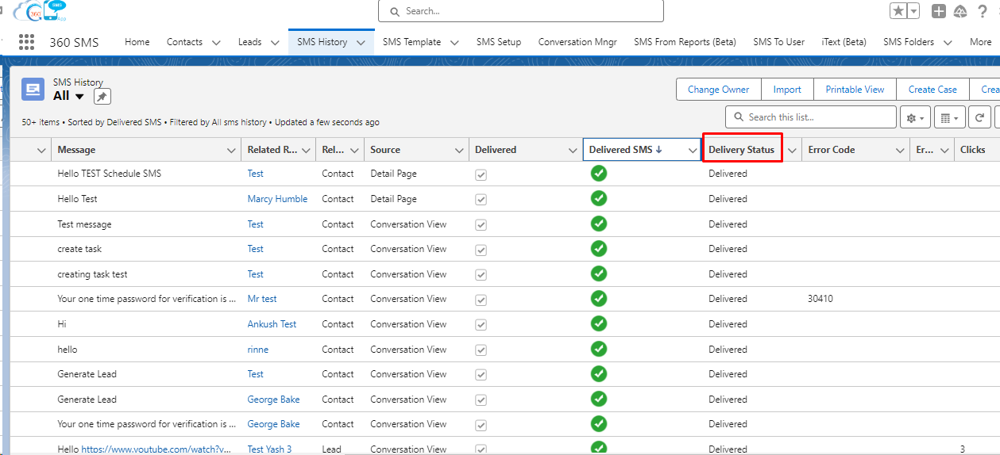 360 SMS App
Search...
360 SMS Home Contacts Leads SMS History SMS Template SMS Setup Conversation Mngr SMS From Reports (Beta) SMS To User iText (Beta) SMS Folders More
SMS History
All
Change Owner Import Printable View Create Case Crea
50+ items • Sorted by Delivered SMS • Filtered by All sms history • Updated a few seconds ago
Search this list...
Message Related R... Rel... Source Delivered Delivered SMS ↓ Delivery Status Error Code Er... Clicks
Hello TEST Schedule SMS Test Contact Detail Page Delivered
Hello Test Marcy Humble Contact Detail Page Delivered
Test message Test Contact Conversation View Delivered
create task Test Contact Conversation View Delivered
creating task test Test Contact Conversation View Delivered
Your one time password for verification is ... Mr test Contact Conversation View Delivered 30410
Hi Ankush Test Contact Conversation View Delivered
hello rinne Contact Conversation View Delivered
Generate Lead Test Contact Conversation View Delivered
Generate Lead George Bake Contact Conversation View Delivered
Your one time password for verification is ... George Bake Contact Conversation View Delivered
Hello https://www.youtube.com/watch?v... Test Yash 3 Lead Conversation View Delivered 3